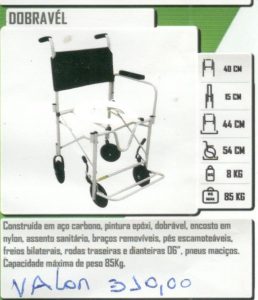 DOBRAVÉL
40 CM
15 CM
44 CM
54 CM
8 KG
85 KG
Construída em aço carbono, pintura epóxi, dobrável, encosto em
nylon, assento sanitário, braços removíveis, pés escamoteáveis,
freios bilaterais, rodas traseiras e dianteiras 06", pneus maciços.
Capacidade máxima de peso 85Kg.
VALOR 310,00